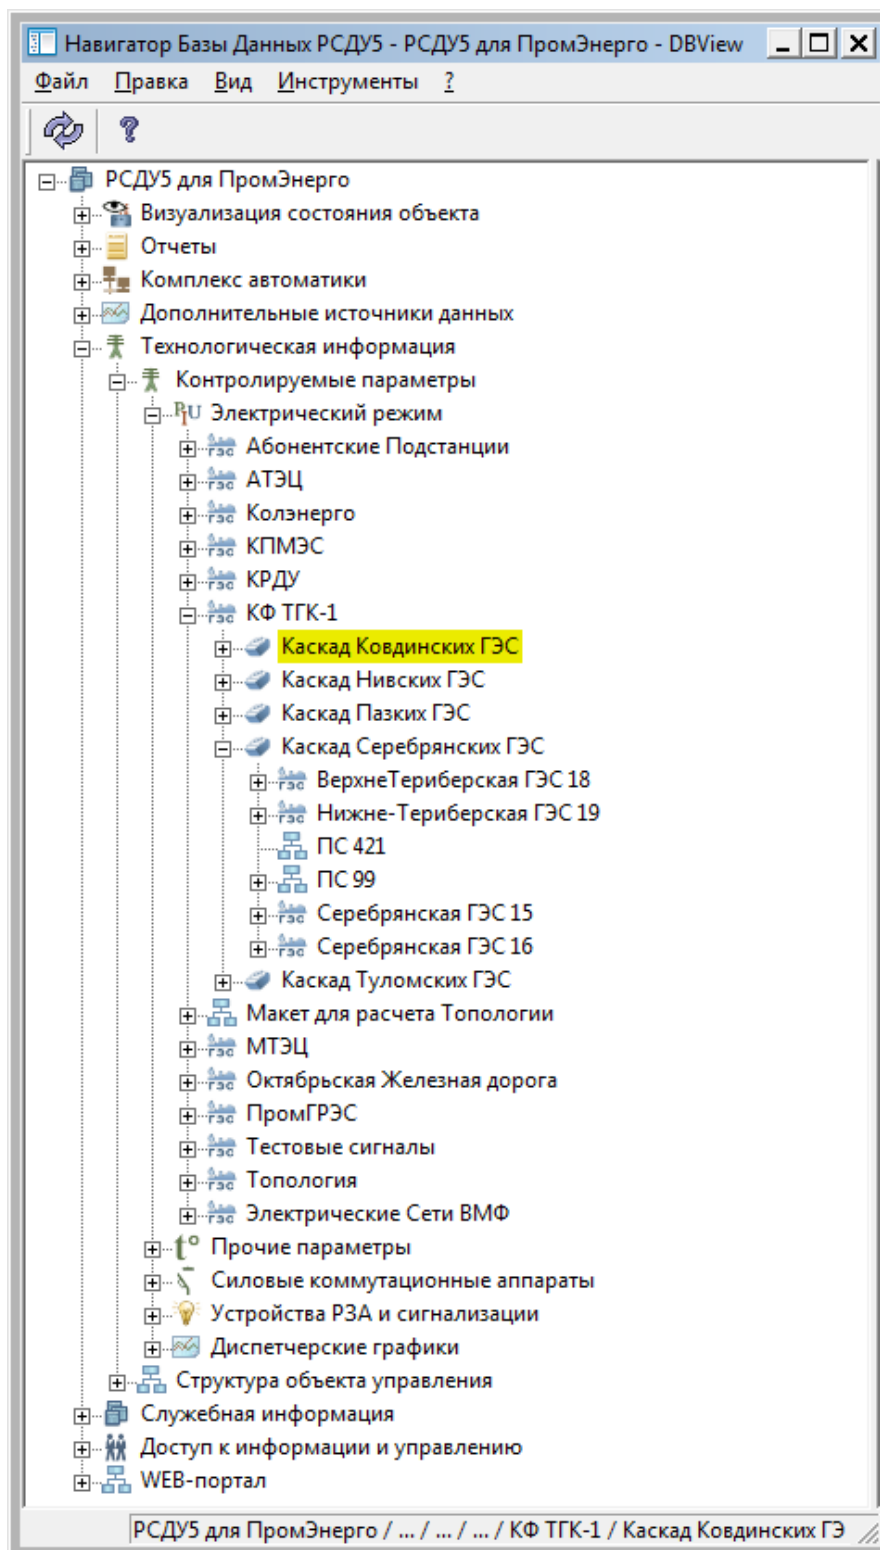 Навигатор Базы Данных РСДУ5 - РСДУ5 для ПромЭнерго - DBView
Файл Правка Вид Инструменты ?
РСДУ5 для ПромЭнерго
Визуализация состояния объекта
Отчеты
Комплекс автоматики
Дополнительные источники данных
Технологическая информация
Контролируемые параметры
Электрический режим
Абонентские Подстанции
АТЭЦ
Колэнерго
КПМЭС
КРДУ
КФ ТГК-1
Каскад Ковдинских ГЭС
Каскад Нивских ГЭС
Каскад Пазких ГЭС
Каскад Серебрянских ГЭС
ВерхнеТериберская ГЭС 18
Нижне-Териберская ГЭС 19
ПС 421
ПС 99
Серебрянская ГЭС 15
Серебрянская ГЭС 16
Каскад Туломских ГЭС
Макет для расчета Топологии
МТЭЦ
Октябрьская Железная дорога
ПромГРЭС
Тестовые сигналы
Топология
Электрические Сети ВМФ
Прочие параметры
Силовые коммутационные аппараты
Устройства РЗА и сигнализации
Диспетчерские графики
Структура объекта управления
Служебная информация
Доступ к информации и управлению
WEB-портал
РСДУ5 для ПромЭнерго / ... / ... / ... / КФ ТГК-1 / Каскад Ковдинских ГЭ